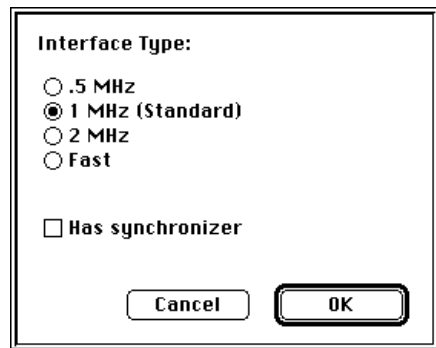 Interface Type:
.5 MHz
1 MHz (Standard)
2 MHz
Fast
Has synchronizer
Cancel OK